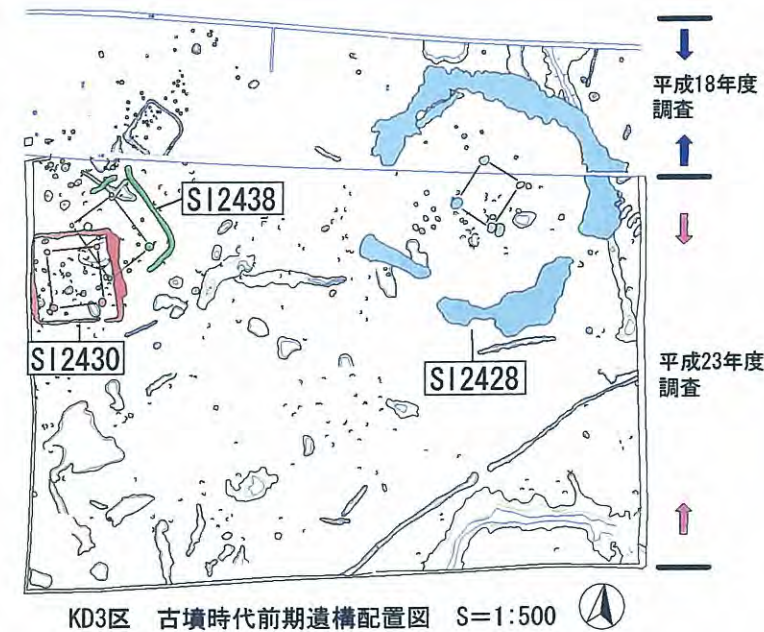 平成18年度
調査
SI2438
SI2430
SI2428
平成23年度
調査
KD3区 古墳時代前期遺構配置図 S=1:500